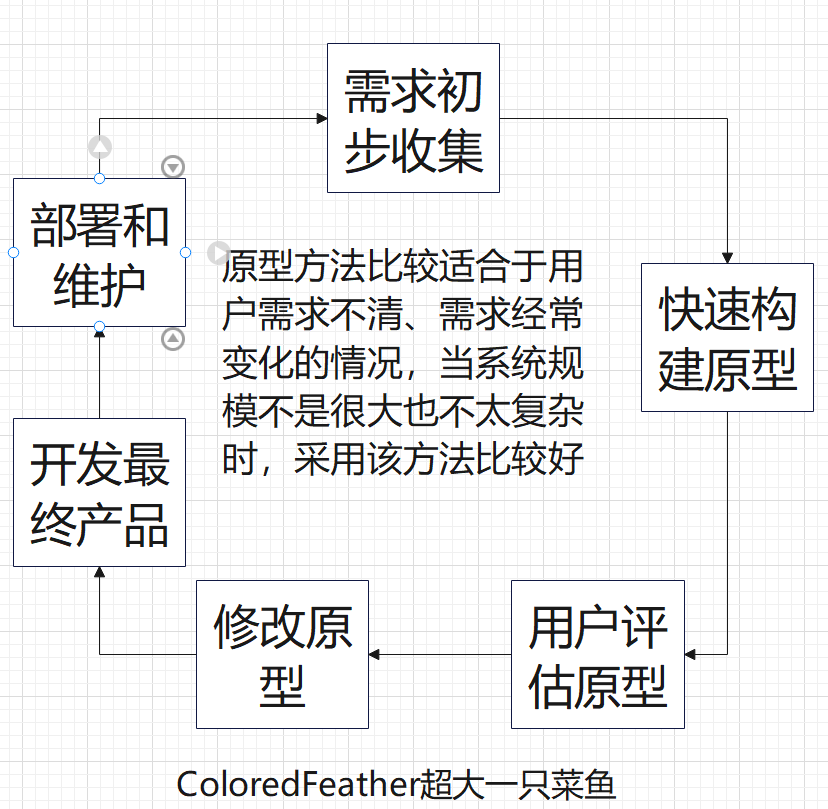 需求初
步收集
部署和
维护
原型方法比较适合于用
户需求不清、需求经常
变化的情况，当系统规
模不是很大也不太复杂
时，采用该方法比较好
快速构
建原型
开发最
终产品
修改原
型
用户评
估原型
ColoredFeather超大一只菜鱼